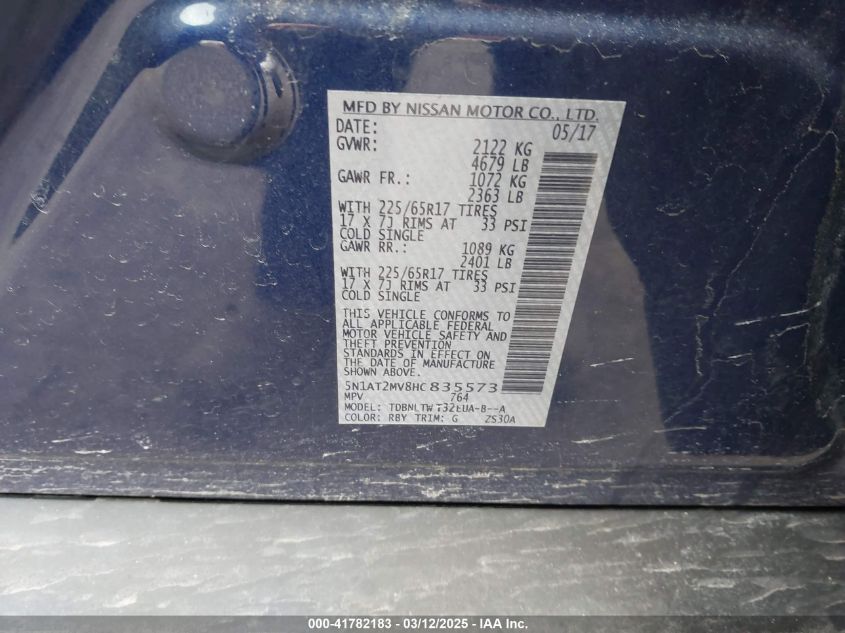 MFD BY NISSAN MOTOR CO., LTD.
DATE: 05/17
GVWR: 2122 KG
4679 LB
GAWR FR.: 1072 KG
2363 LB
WITH 225/65R17 TIRES
17 X 7J RIMS AT 33 PSI
COLD SINGLE
GAWR RR.: 1089 KG
2401 LB
WITH 225/65R17 TIRES
17 X 7J RIMS AT 33 PSI
COLD SINGLE
THIS VEHICLE CONFORMS TO
ALL APPLICABLE FEDERAL
MOTOR VEHICLE SAFETY AND
THEFT PREVENTION
STANDARDS IN EFFECT ON
THE DATE OF MANUFACTURE
SHOWN ABOVE.
5N1AT2MV8HC835573
MPV 764
MODEL:
COLOR: RBY TRIM: G 2S30A
000-41782183 - 03/12/2025 - IAA Inc.